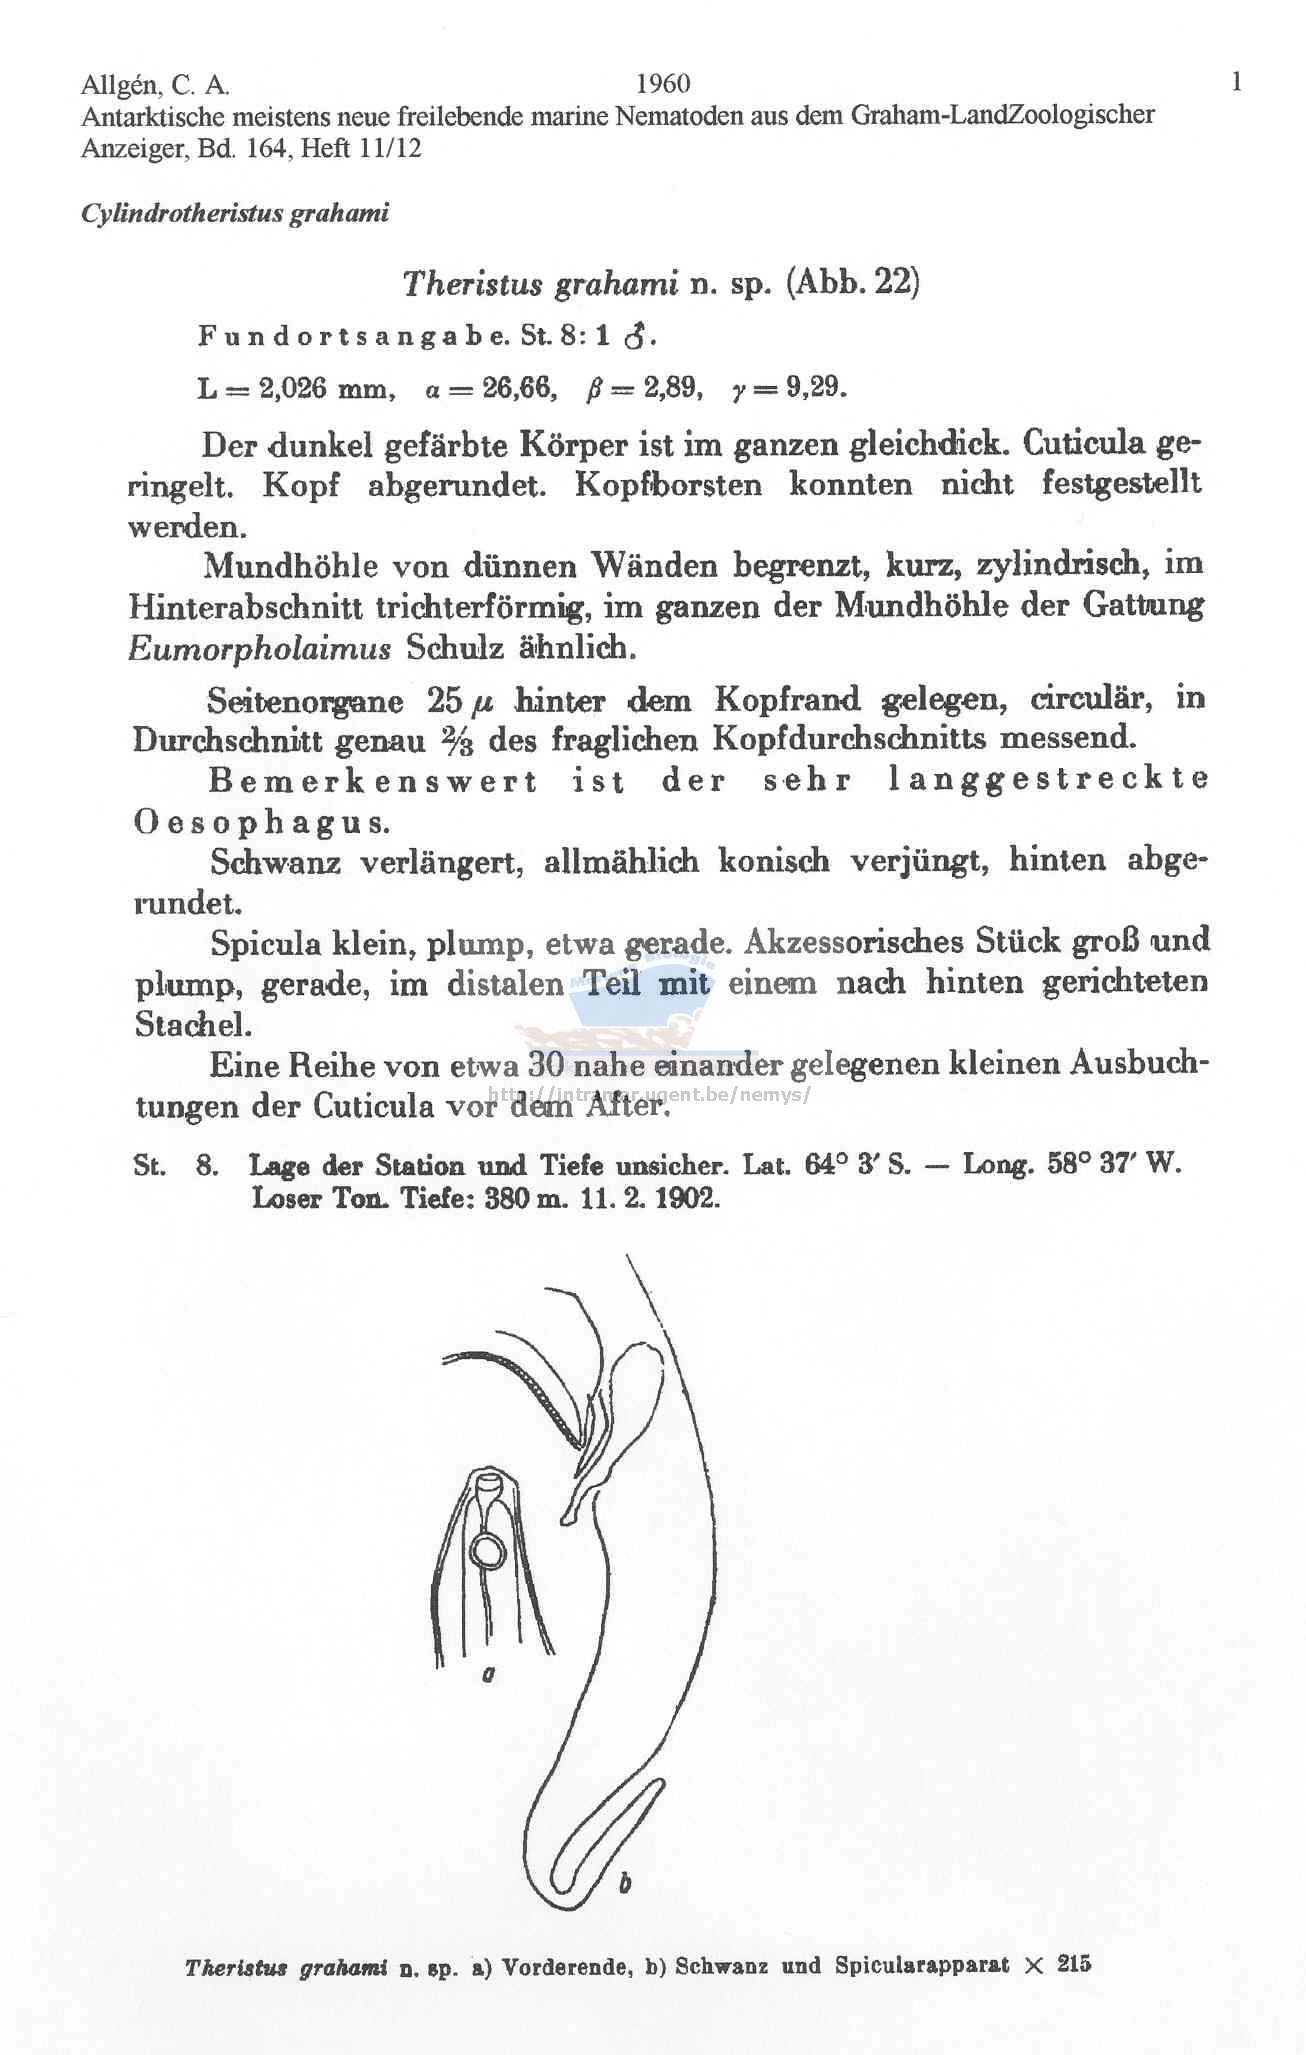 Allgén, C. A. 1960 1
Antarktische meistens neue freilebende marine Nematoden aus dem Graham-LandZoologischer
Anzeiger, Bd. 164, Heft 11/12
Cylindrotheristus grahami
Theristus grahami n. sp. (Abb. 22)
Fundortsangabe. St. 8: 1 ♂.
L = 2,026 mm, α = 26,66, β = 2,89, γ = 9,29.
Der dunkel gefärbte Körper ist im ganzen gleichdick. Cuticula ge-
ringelt. Kopf abgerundet. Kopfborsten konnten nicht festgestellt
werden.
Mundhöhle von dünnen Wänden begrenzt, kurz, zylindrisch, im
Hinterabschnitt trichterförmig, im ganzen der Mundhöhle der Gattung
Eumorpholaimus Schulz ähnlich.
Seitenorgane 25 µ hinter dem Kopfrand gelegen, circulär, in
Durchschnitt genau ⅔ des fraglichen Kopfdurchschnitts messend.
Bemerkenswert ist der sehr langgestreckte
Oesophagus.
Schwanz verlängert, allmählich konisch verjüngt, hinten abge-
rundet.
Spicula klein, plump, etwa gerade. Akzessorisches Stück groß und
plump, gerade, im distalen Teil mit einem nach hinten gerichteten
Stachel.
Eine Reihe von etwa 30 nahe einander gelegenen kleinen Ausbuch-
http://intramar.ugent.be/nemys/
tungen der Cuticula vor dem After.
St. 8. Lage der Station und Tiefe unsicher. Lat. 64° 3′ S. — Long. 58° 37′ W.
Loser Ton. Tiefe: 380 m. 11. 2. 1902.
a
b
Theristus grahami n. sp. a) Vorderende, b) Schwanz und Spicularapparat × 215